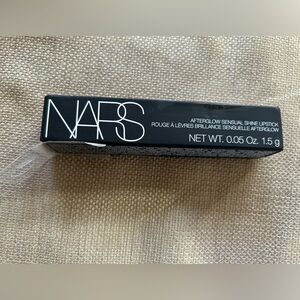 NARS
AFTERGLOW SENSUAL SHINE LIPSTICK
ROUGE À LÈVRES BRILLANCE SENSUELLE AFTERGLOW
NET WT. 0.05 Oz. 1.5 g